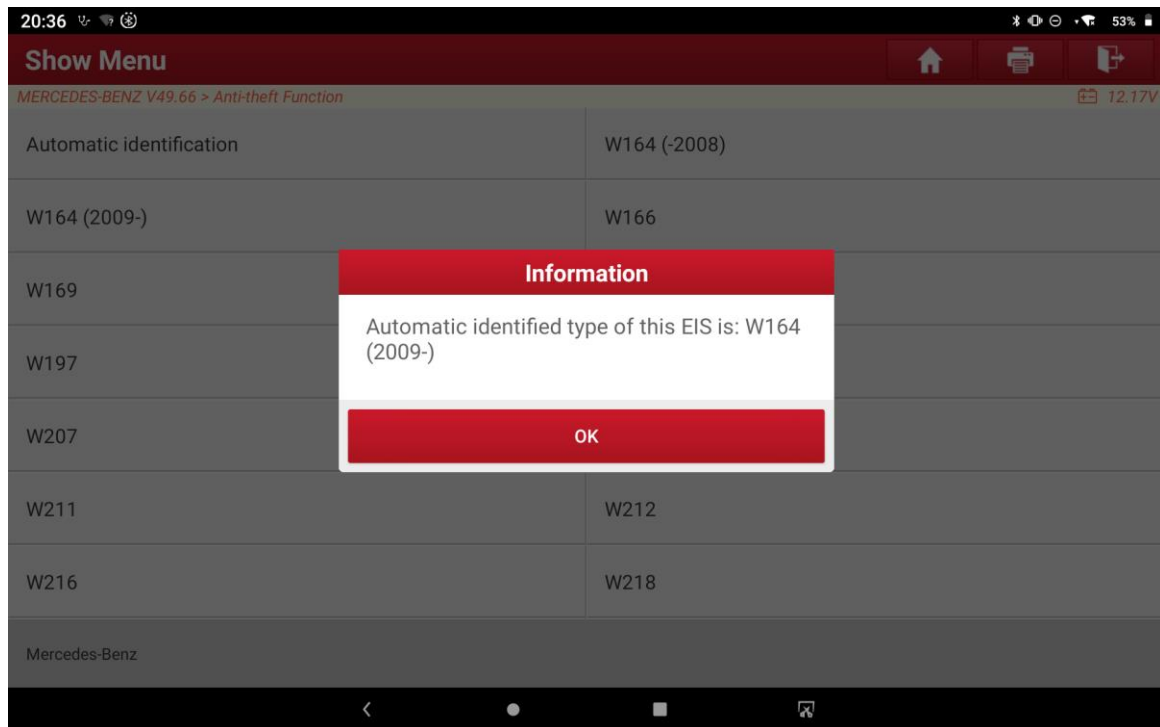 20:36
53%
Show Menu
MERCEDES-BENZ V49.66 > Anti-theft Function
12.17V
Automatic identification
W164 (-2008)
W164 (2009-)
W166
W169
Information
Automatic identified type of this EIS is: W164
(2009-)
OK
W197
W207
W211
W212
W216
W218
Mercedes-Benz